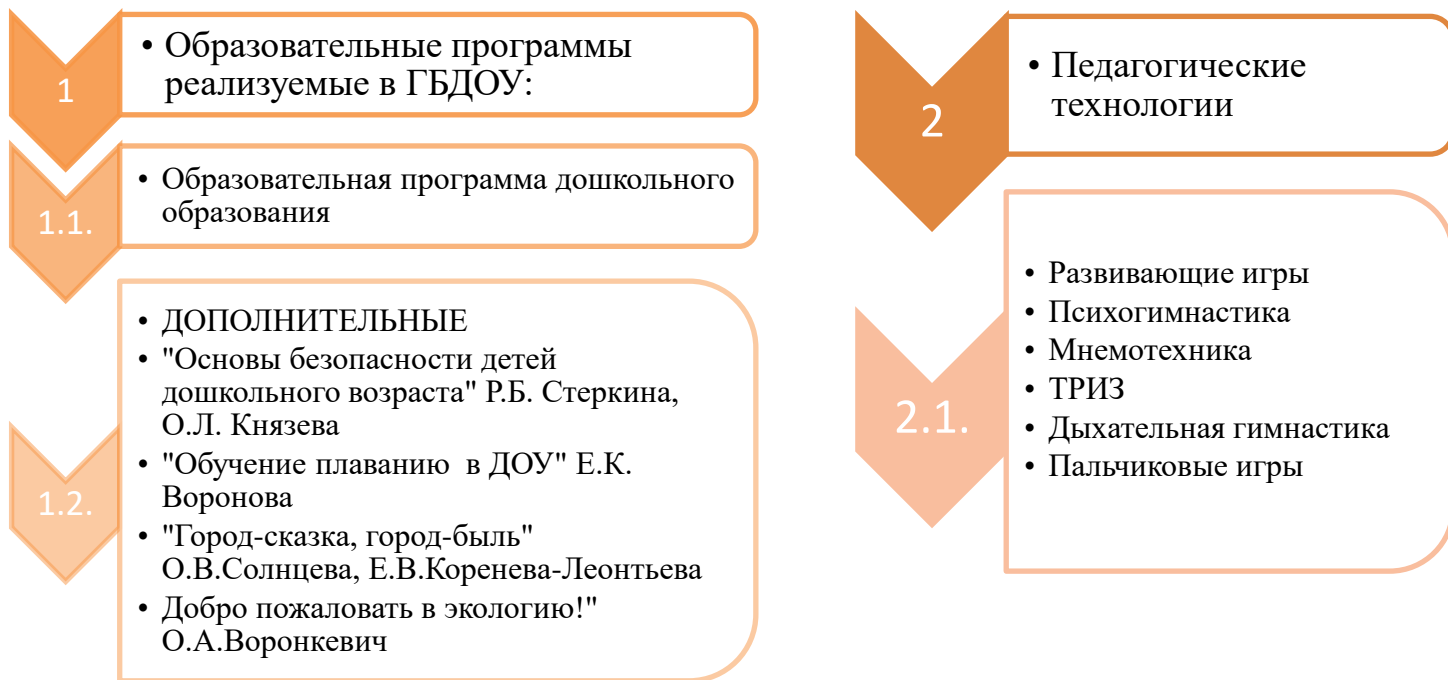 1
• Образовательные программы
реализуемые в ГБДОУ:
1.1.
• Образовательная программа дошкольного
образования
1.2.
• ДОПОЛНИТЕЛЬНЫЕ
• "Основы безопасности детей
дошкольного возраста" Р.Б. Стеркина,
О.Л. Князева
• "Обучение плаванию  в ДОУ" Е.К.
Воронова
• "Город-сказка, город-быль"
О.В.Солнцева, Е.В.Коренева-Леонтьева
• Добро пожаловать в экологию!"
О.А.Воронкевич
2
• Педагогические
технологии
2.1.
• Развивающие игры
• Психогимнастика
• Мнемотехника
• ТРИЗ
• Дыхательная гимнастика
• Пальчиковые игры